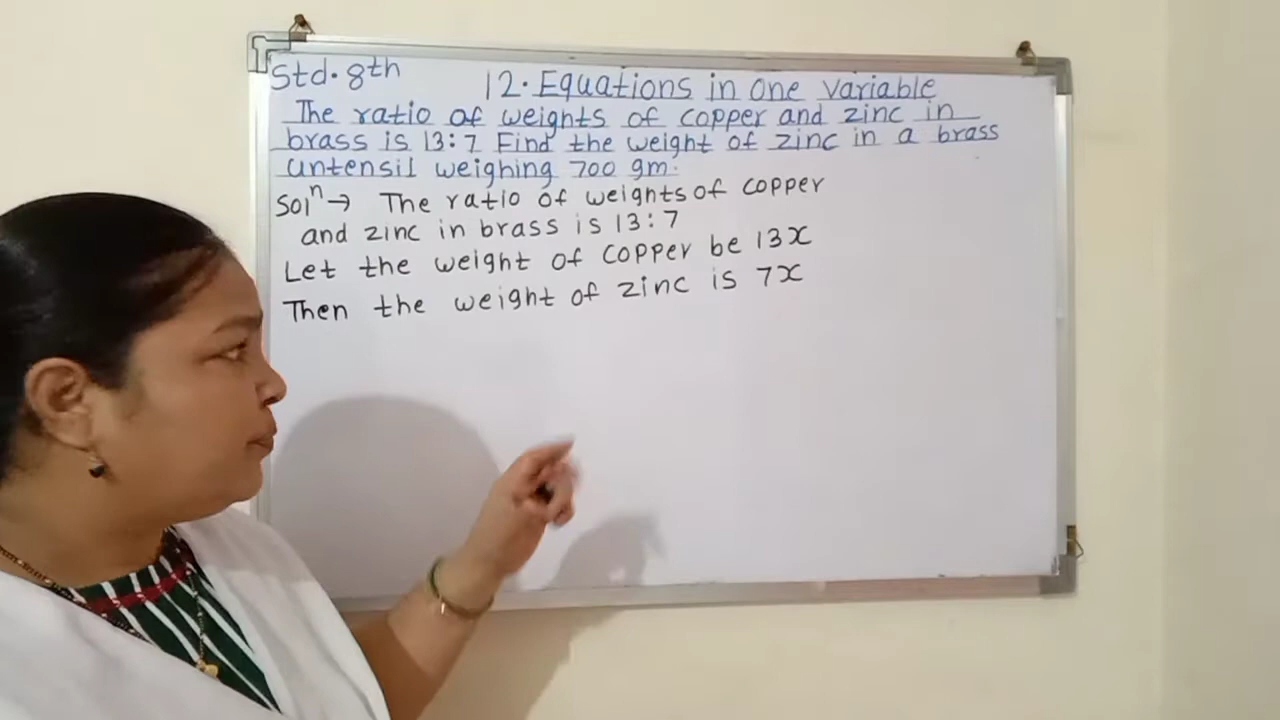 Std. 8th 12. Equations in one variable
The ratio of weights of copper and zinc in
brass is 13:7 Find the weight of zinc in a brass
untensil weighing 700 gm.
Solⁿ → The ratio of weights of copper
and zinc in brass is 13:7
Let the weight of copper be 13x
Then the weight of zinc is 7x